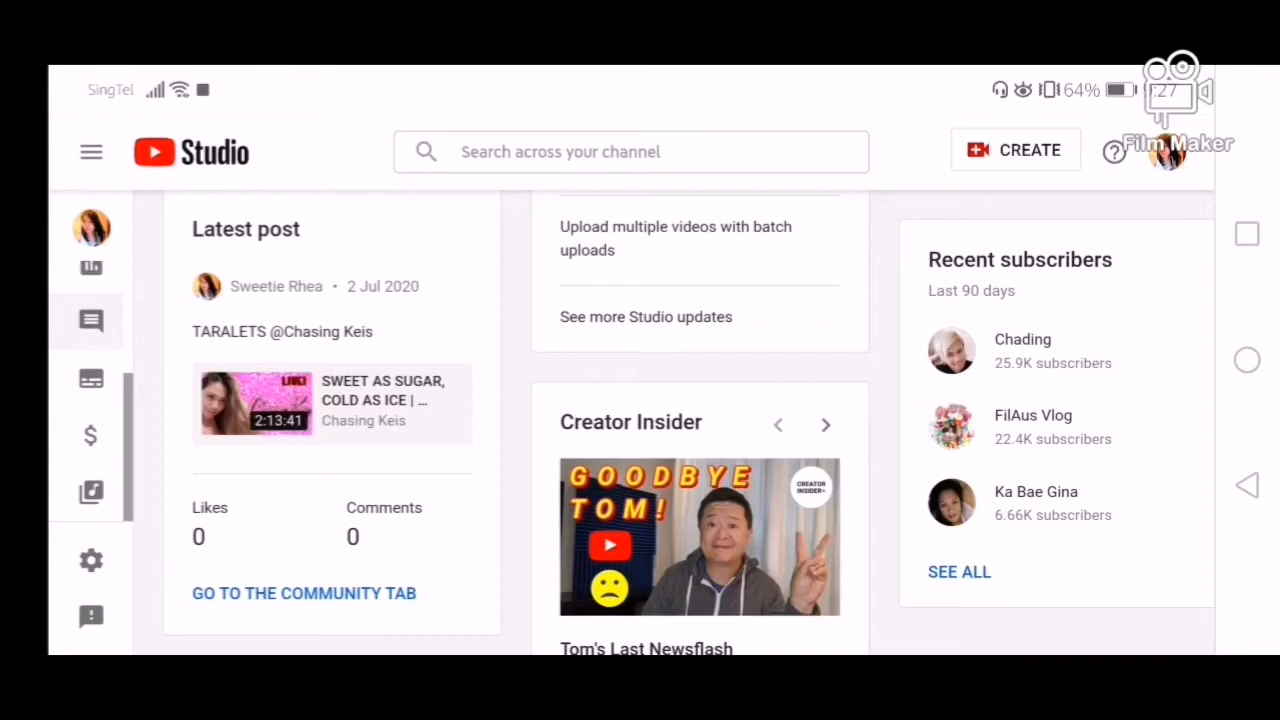 SingTel
64%
9:27
Film Maker
Studio
Search across your channel
CREATE
Latest post
Sweetie Rhea • 2 Jul 2020
TARALETS @Chasing Keis
LIVE!
2:13:41
SWEET AS SUGAR,
COLD AS ICE | ...
Chasing Keis
Likes
Comments
0
0
GO TO THE COMMUNITY TAB
Upload multiple videos with batch
uploads
See more Studio updates
Creator Insider
GOODBYE
TOM!
CREATOR
INSIDER
Tom's Last Newsflash
Recent subscribers
Last 90 days
Chading
25.9K subscribers
FilAus Vlog
22.4K subscribers
Ka Bae Gina
6.66K subscribers
SEE ALL